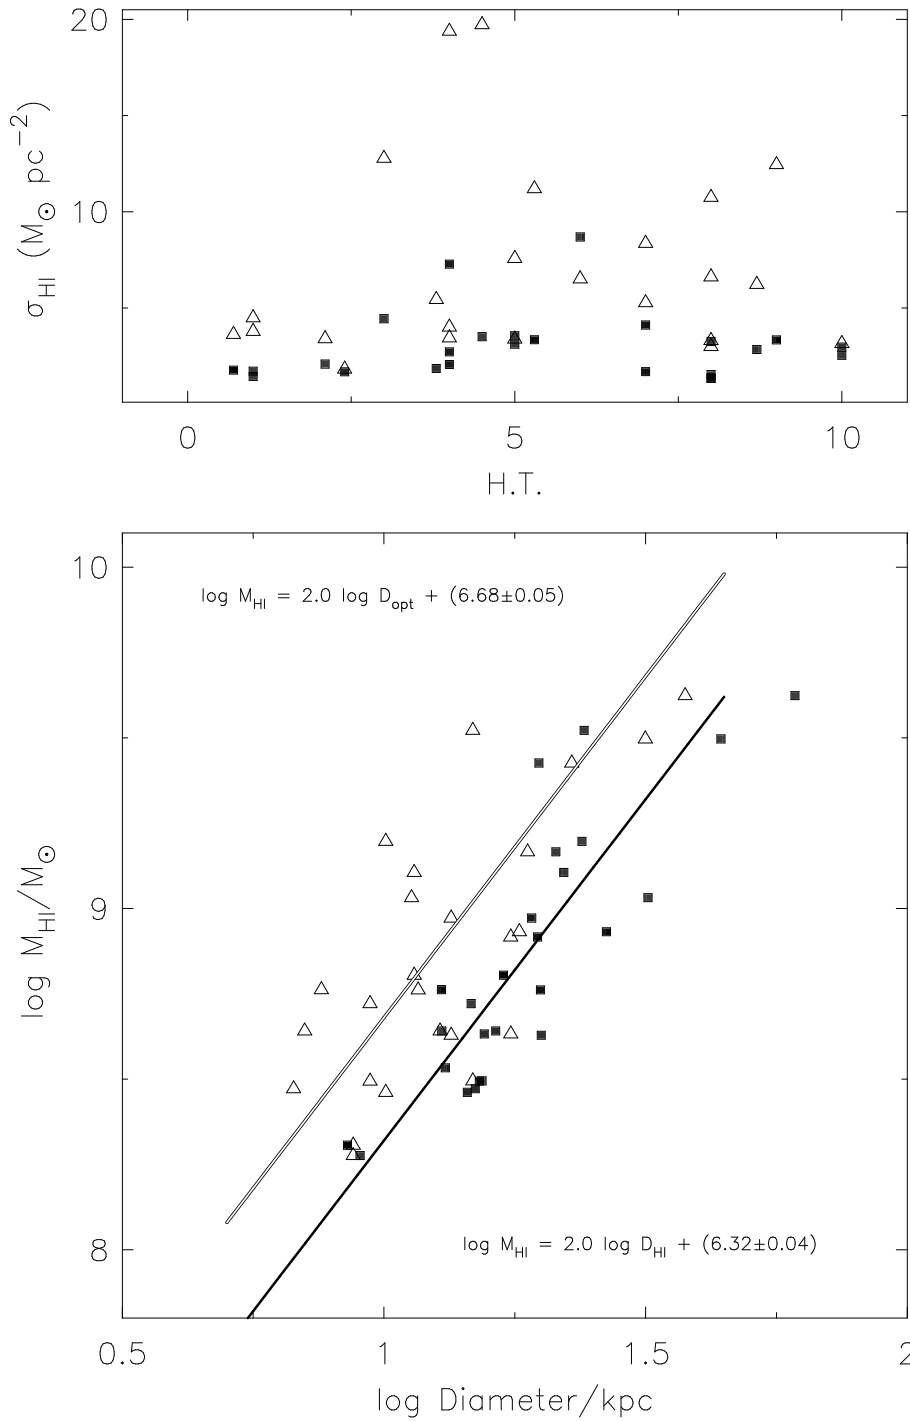 20
10
σHI (M⊙ pc−2)
0 5 10
H.T.
10
log MHI = 2.0 log Dopt + (6.68±0.05)
9
log MHI/M⊙
8
log MHI = 2.0 log DHI + (6.32±0.04)
0.5 1 1.5 2
log Diameter/kpc